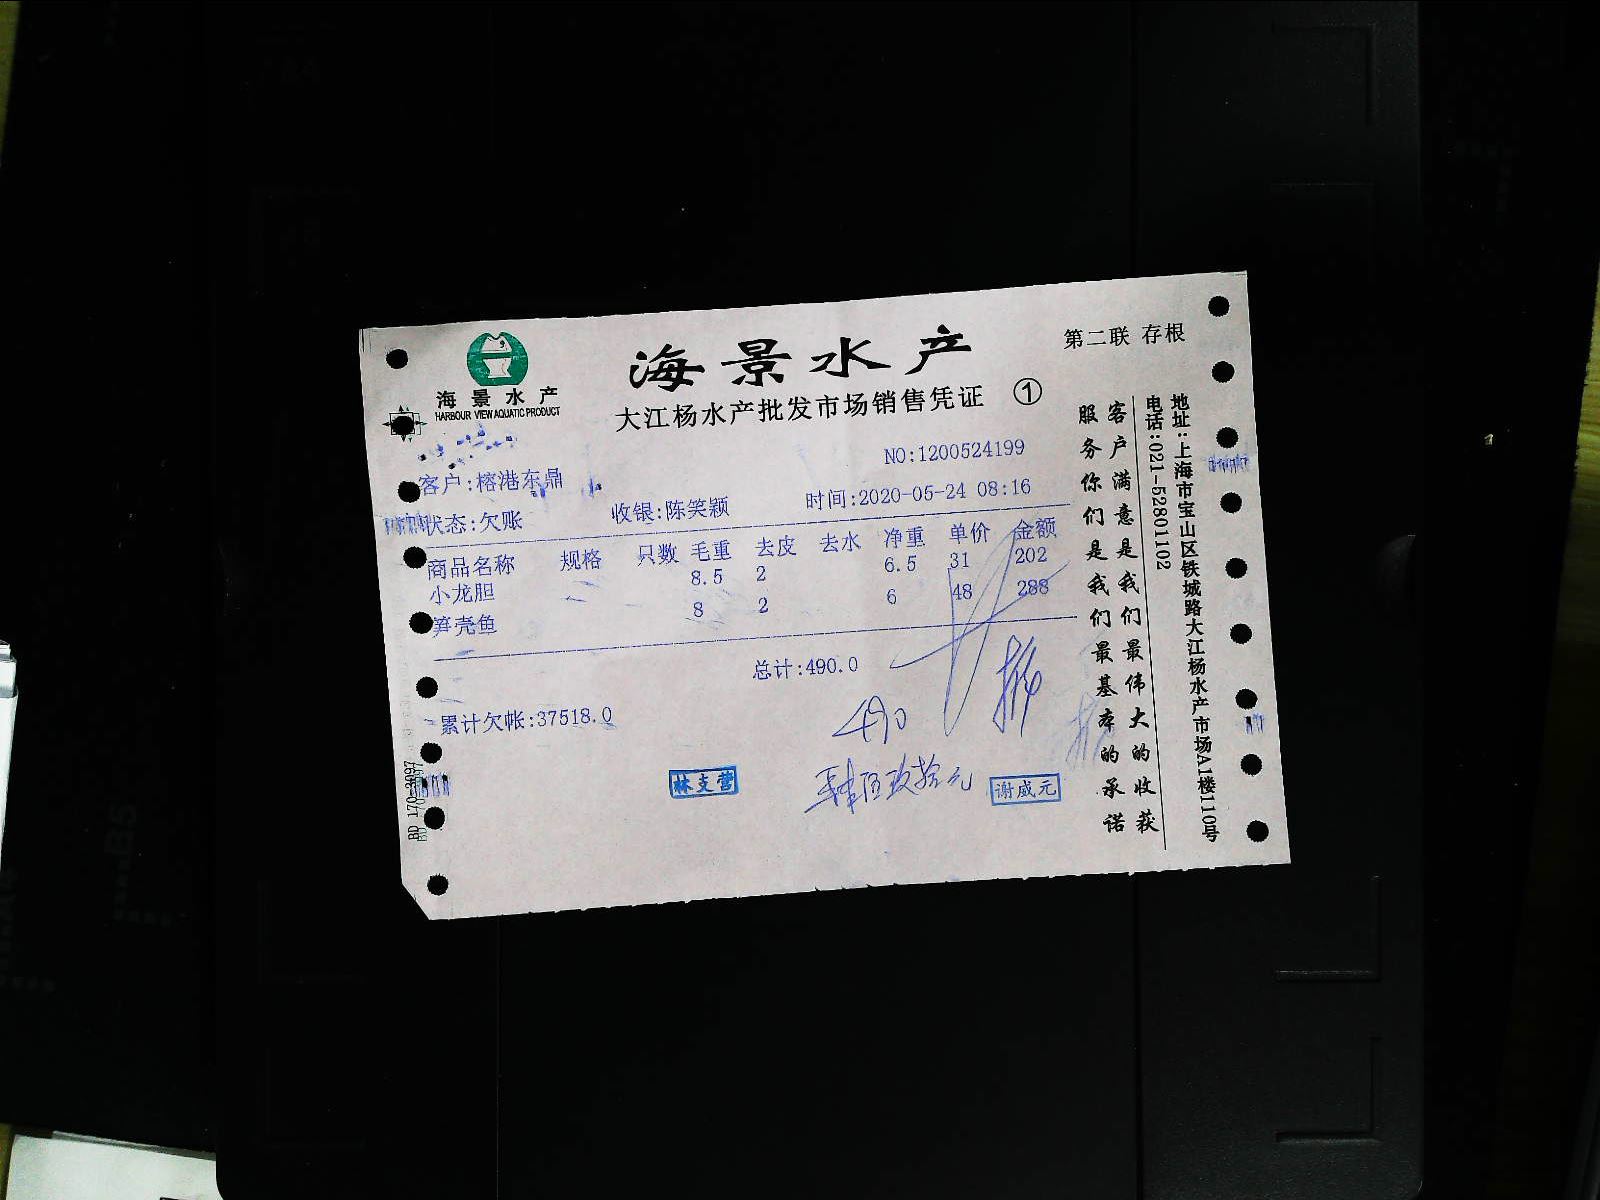 海景水产
HARBOUR VIEW AQUATIC PRODUCT
海景水产
大江杨水产批发市场销售凭证 ①
第二联 存根
NO:1200524199
客户:榕港东鼎
状态:欠账 收银:陈笑颖 时间:2020-05-24 08:16
商品名称 规格 只数 毛重 去皮 去水 净重 单价 金额
小龙胆 8.5 2 6.5 31 202
笋壳鱼 8 2 6 48 288
总计:490.0
累计欠帐:37518.0
490
肆佰玖拾元
林支营
谢威元
客户满意是我们最伟大的收获
服务你们是我们最基本的承诺
地址:上海市宝山区铁城路大江杨水产市场A1楼110号
电话:021-52801102